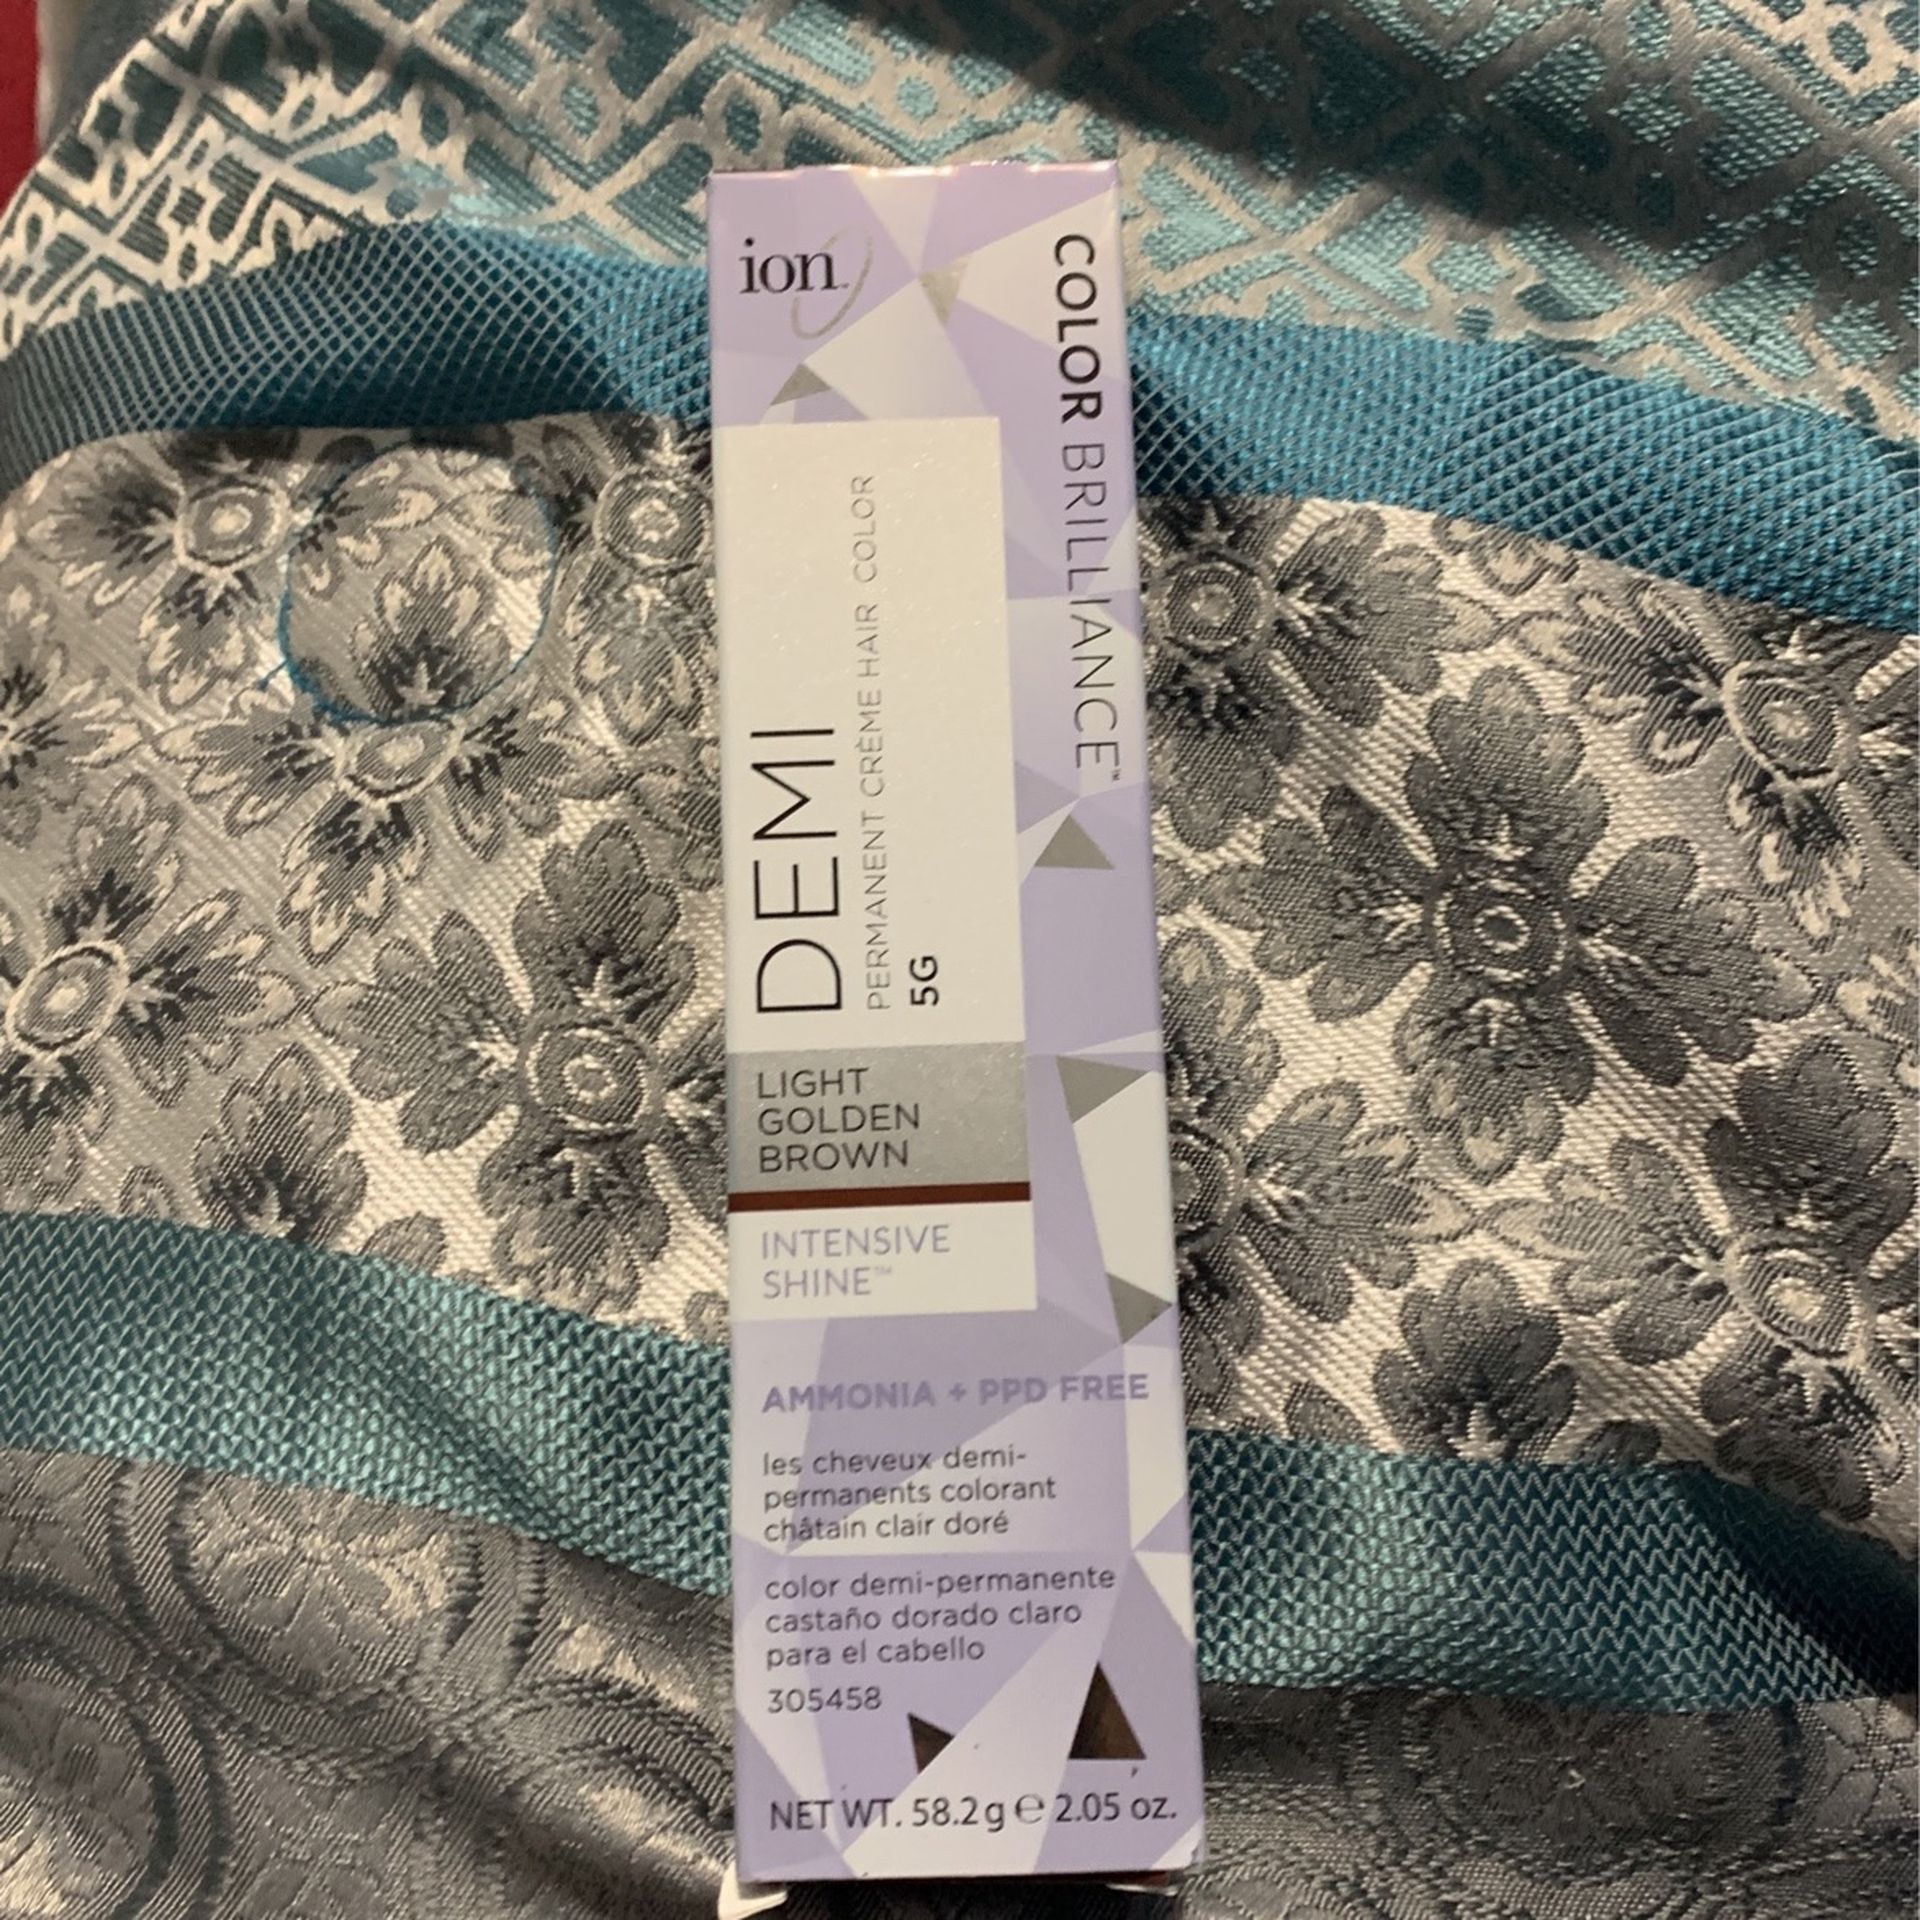 ion™
COLOR BRILLIANCE™
DEMI
PERMANENT CRÈME HAIR COLOR
5G
LIGHT
GOLDEN
BROWN
INTENSIVE
SHINE™
AMMONIA + PPD FREE
les cheveux demi-
permanents colorant
châtain clair doré
color demi-permanente
castaño dorado claro
para el cabello
305458
NET WT. 58.2g ℮ 2.05 oz.